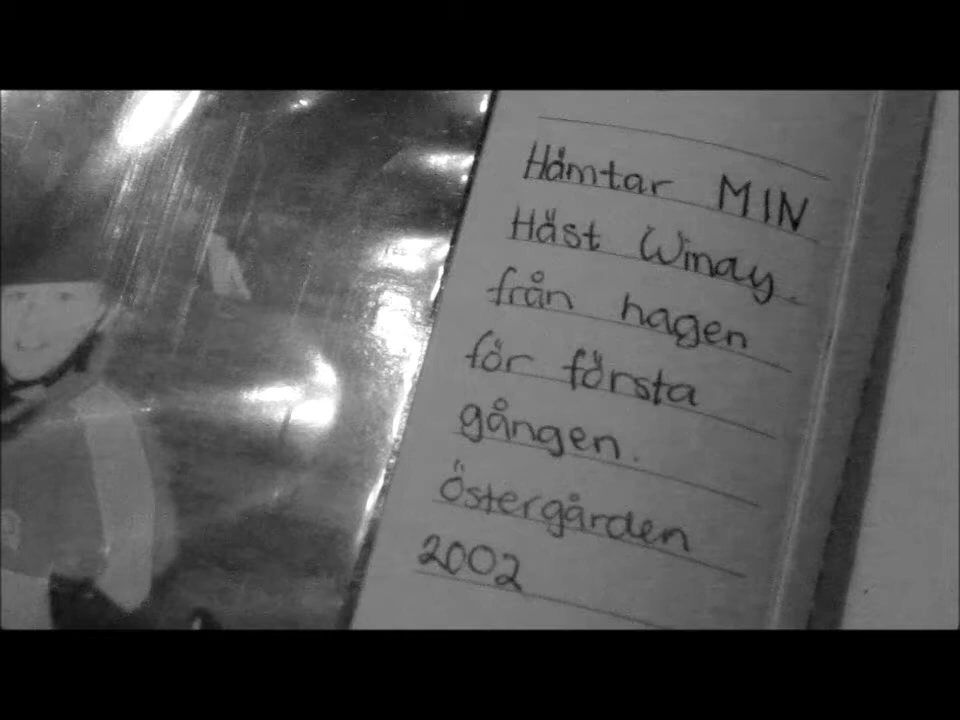 Hämtar MIN
Häst Winay.
från hagen
för första
gången.
Östergården
2002